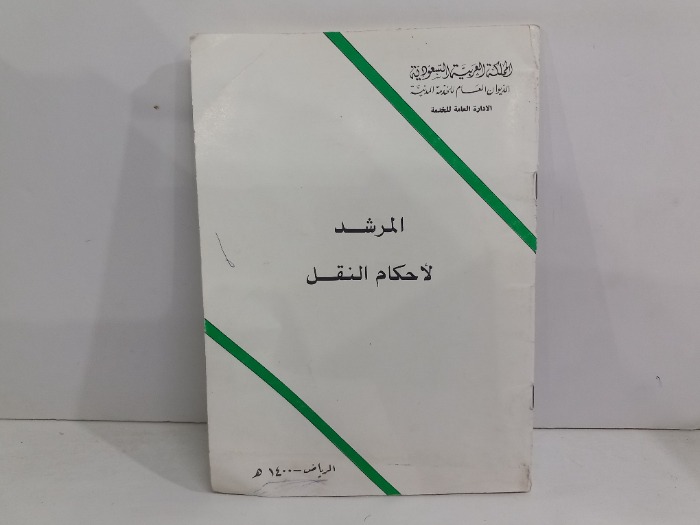 المملكة العربية السعودية
الديوان العام للخدمة المدنية
الادارة العامة للخدمة
المرشد
لأحكام النقل
الرياض - ١٤٠٠ هـ